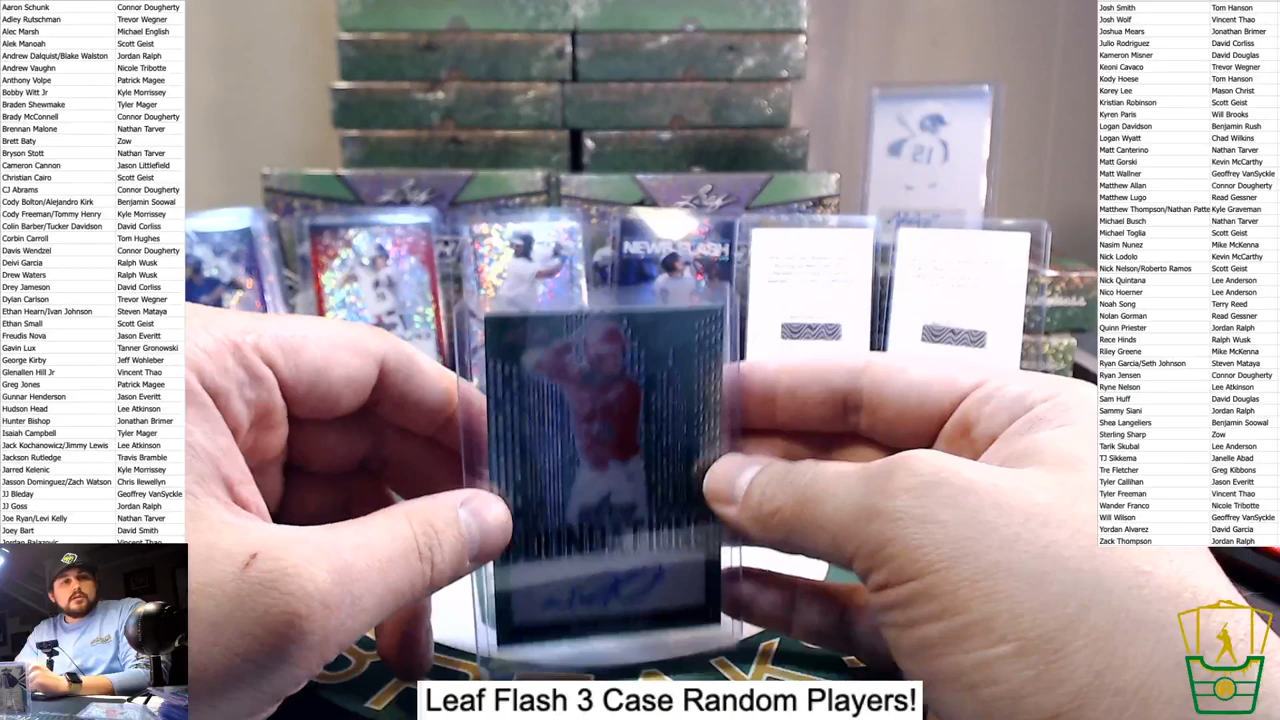 Aaron Schunk Connor Dougherty
Adley Rutschman Trevor Wegner
Alec Marsh Michael English
Alek Manoah Scott Geist
Andrew Dalquist/Blake Walston Jordan Ralph
Andrew Vaughn Nicole Tribotte
Anthony Volpe Patrick Magee
Bobby Witt Jr Kyle Morrissey
Braden Shewmake Tyler Mager
Brady McConnell Connor Dougherty
Brennan Malone Nathan Tarver
Brett Baty Zow
Bryson Stott Nathan Tarver
Cameron Cannon Jason Littlefield
Christian Cairo Scott Geist
CJ Abrams Connor Dougherty
Cody Bolton/Alejandro Kirk Benjamin Soowal
Cody Freeman/Tommy Henry Kyle Morrissey
Colin Barber/Tucker Davidson David Corliss
Corbin Carroll Tom Hughes
Davis Wendzel Connor Dougherty
Deivi Garcia Ralph Wusk
Drew Waters Ralph Wusk
Drey Jameson David Corliss
Dylan Carlson Trevor Wegner
Ethan Hearn/Ivan Johnson Steven Mataya
Ethan Small Scott Geist
Freudis Nova Jason Everitt
Gavin Lux Tanner Gronowski
George Kirby Jeff Wohleber
Glenallen Hill Jr Vincent Thao
Greg Jones Patrick Magee
Gunnar Henderson Jason Everitt
Hudson Head Lee Atkinson
Hunter Bishop Jonathan Brimer
Isaiah Campbell Tyler Mager
Jack Kochanowicz/Jimmy Lewis Lee Atkinson
Jackson Rutledge Travis Bramble
Jarred Kelenic Kyle Morrissey
Jasson Dominguez/Zach Watson Chris llewellyn
JJ Bleday Geoffrey VanSyckle
JJ Goss Jordan Ralph
Joe Ryan/Levi Kelly Nathan Tarver
Joey Bart David Smith
Jordan Balazovic Vincent Thao
Josh Smith Tom Hanson
Josh Wolf Vincent Thao
Joshua Mears Jonathan Brimer
Julio Rodriguez David Corliss
Kameron Misner David Douglas
Keoni Cavaco Trevor Wegner
Kody Hoese Tom Hanson
Korey Lee Mason Christ
Kristian Robinson Scott Geist
Kyren Paris Will Brooks
Logan Davidson Benjamin Rush
Logan Wyatt Chad Wilkins
Matt Canterino Nathan Tarver
Matt Gorski Kevin McCarthy
Matt Wallner Geoffrey VanSyckle
Matthew Allan Connor Dougherty
Matthew Lugo Read Gessner
Matthew Thompson/Nathan Patte Kyle Graveman
Michael Busch Nathan Tarver
Michael Toglia Scott Geist
Nasim Nunez Mike McKenna
Nick Lodolo Kevin McCarthy
Nick Nelson/Roberto Ramos Scott Geist
Nick Quintana Lee Anderson
Nico Hoerner Lee Anderson
Noah Song Terry Reed
Nolan Gorman Read Gessner
Quinn Priester Jordan Ralph
Rece Hinds Ralph Wusk
Riley Greene Mike McKenna
Ryan Garcia/Seth Johnson Steven Mataya
Ryan Jensen Connor Dougherty
Ryne Nelson Lee Atkinson
Sam Huff David Douglas
Sammy Siani Jordan Ralph
Shea Langeliers Benjamin Soowal
Sterling Sharp Zow
Tarik Skubal Lee Anderson
TJ Sikkema Janelle Abad
Tre Fletcher Greg Kibbons
Tyler Callihan Jason Everitt
Tyler Freeman Vincent Thao
Wander Franco Nicole Tribotte
Will Wilson Geoffrey VanSyckle
Yordan Alvarez David Garcia
Zack Thompson Jordan Ralph
NEWS FLASH
Leaf Flash 3 Case Random Players!